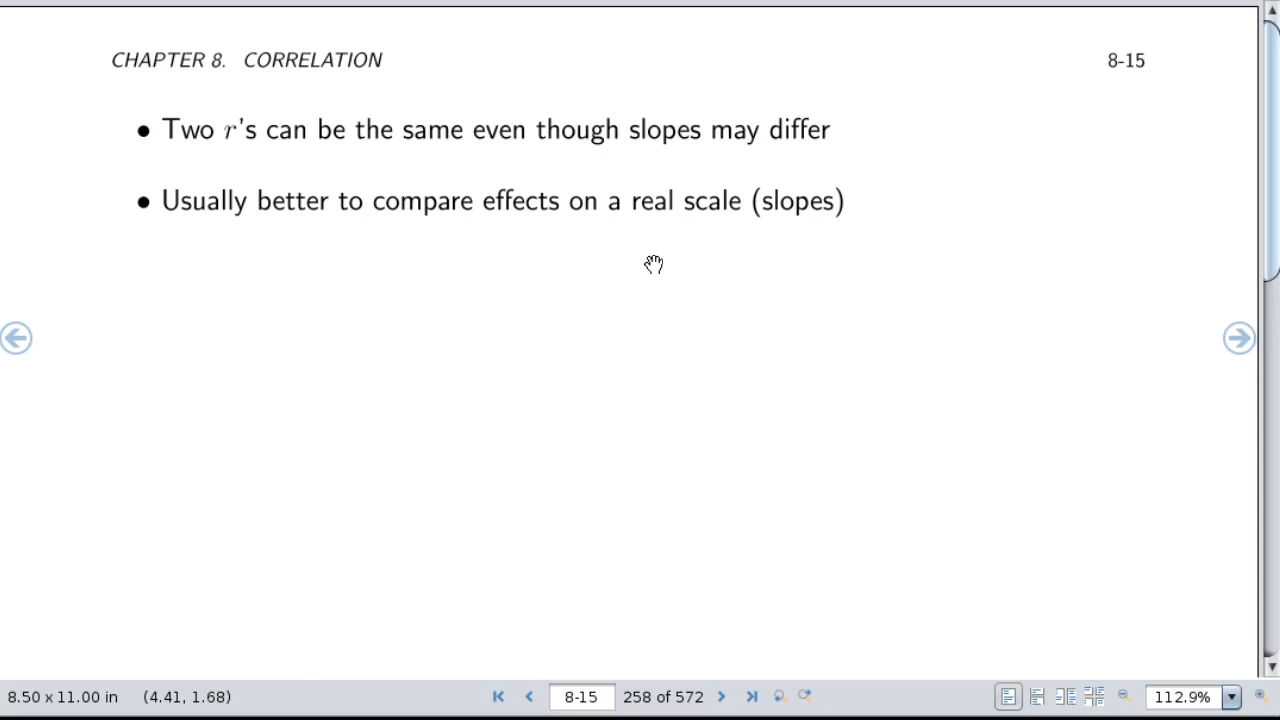 CHAPTER 8. CORRELATION 8-15
• Two r's can be the same even though slopes may differ
• Usually better to compare effects on a real scale (slopes)
8.50 x 11.00 in (4.41, 1.68) 8-15 258 of 572 112.9%